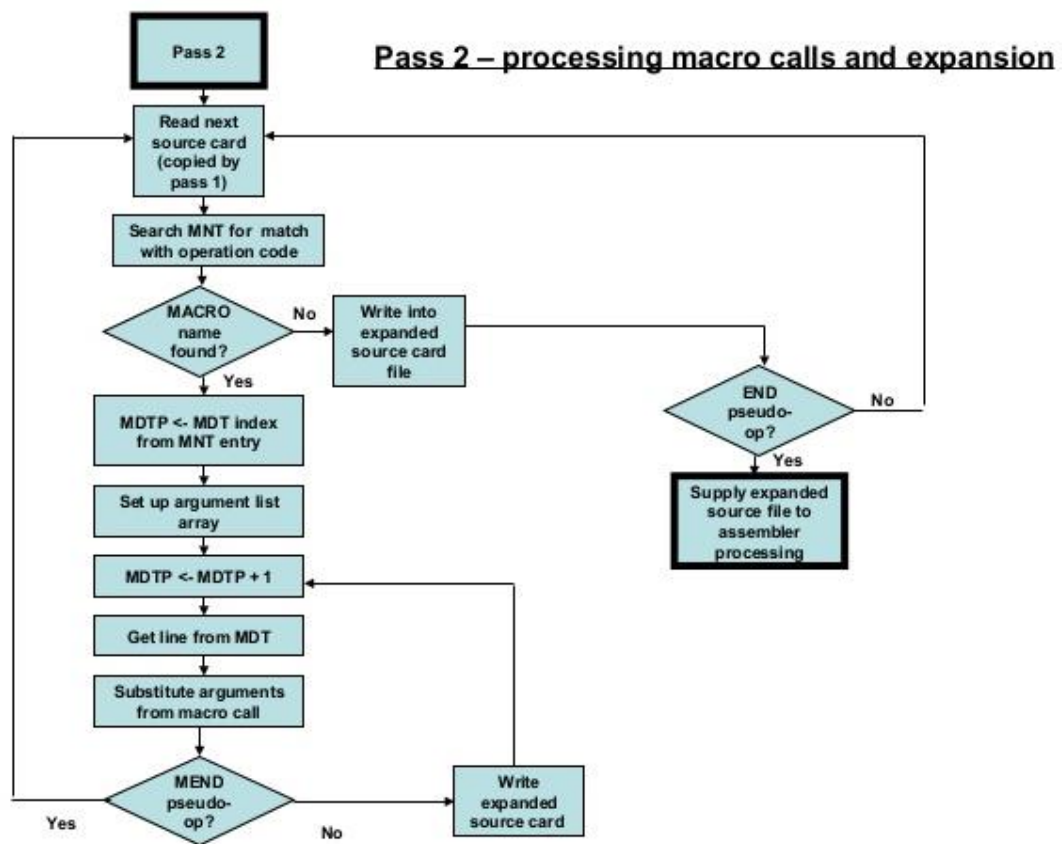 Pass 2
Pass 2 – processing macro calls and expansion
Read next
source card
(copied by
pass 1)
Search MNT for match
with operation code
MACRO
name
found?
No
Write into
expanded
source card
file
Yes
END
pseudo-
op?
No
Yes
Supply expanded
source file to
assembler
processing
MDTP <- MDT index
from MNT entry
Set up argument list
array
MDTP <- MDTP + 1
Get line from MDT
Substitute arguments
from macro call
MEND
pseudo-
op?
Yes
No
Write
expanded
source card